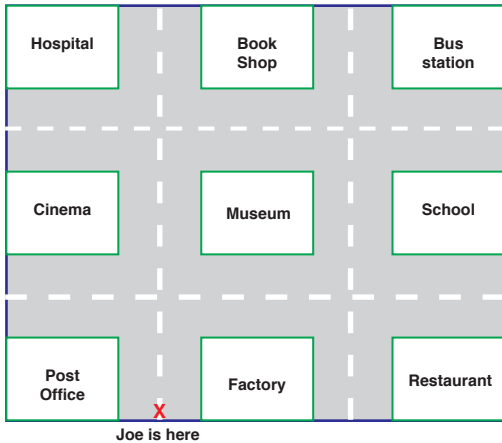 Hospital
Book
Shop
Bus
station
Cinema
Museum
School
Post
Office
Factory
Restaurant
X
Joe is here